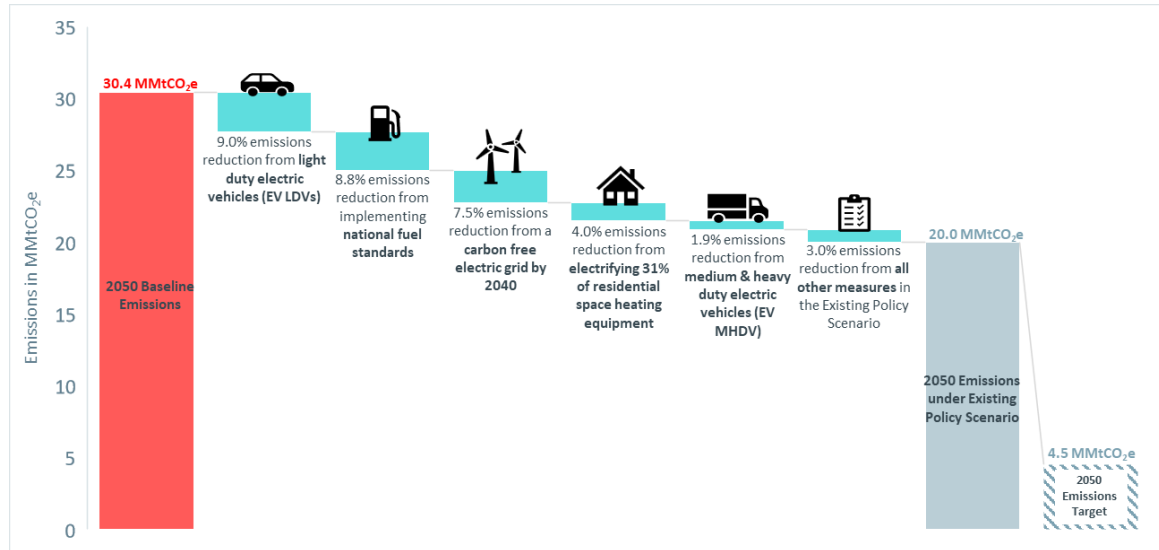 35
30
25
20
15
10
5
0
Emissions in MMtCO₂e
30.4 MMtCO₂e
2050 Baseline
Emissions
9.0% emissions
reduction from light
duty electric
vehicles (EV LDVs)
8.8% emissions
reduction from
implementing
national fuel
standards
7.5% emissions
reduction from a
carbon free
electric grid by
2040
4.0% emissions
reduction from
electrifying 31%
of residential
space heating
equipment
1.9% emissions
reduction from
medium & heavy
duty electric
vehicles (EV
MHDV)
3.0% emissions
reduction from all
other measures in
the Existing Policy
Scenario
20.0 MMtCO₂e
2050 Emissions
under Existing
Policy Scenario
4.5 MMtCO₂e
2050
Emissions
Target